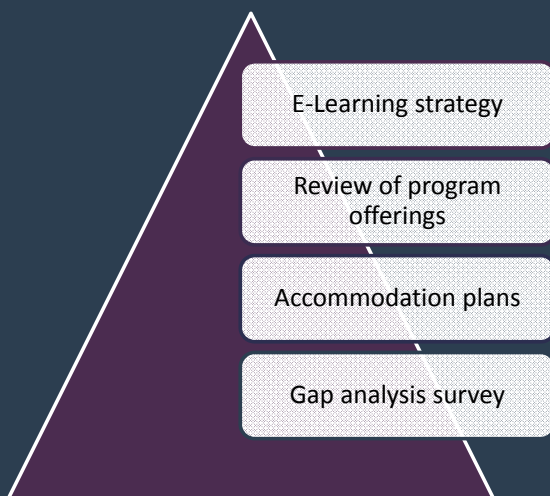 E-Learning strategy
Review of program
offerings
Accommodation plans
Gap analysis survey